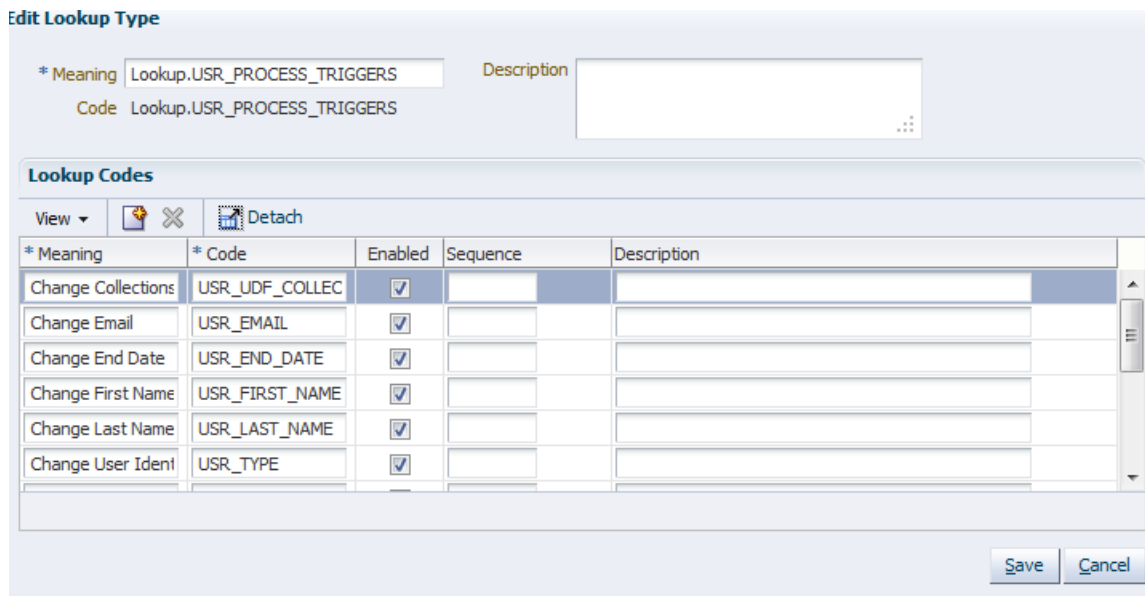 Edit Lookup Type
* Meaning Lookup.USR_PROCESS_TRIGGERS Description
Code Lookup.USR_PROCESS_TRIGGERS
Lookup Codes
View Detach
* Meaning * Code Enabled Sequence Description
Change Collections USR_UDF_COLLEC
Change Email USR_EMAIL
Change End Date USR_END_DATE
Change First Name USR_FIRST_NAME
Change Last Name USR_LAST_NAME
Change User Ident USR_TYPE
Save Cancel